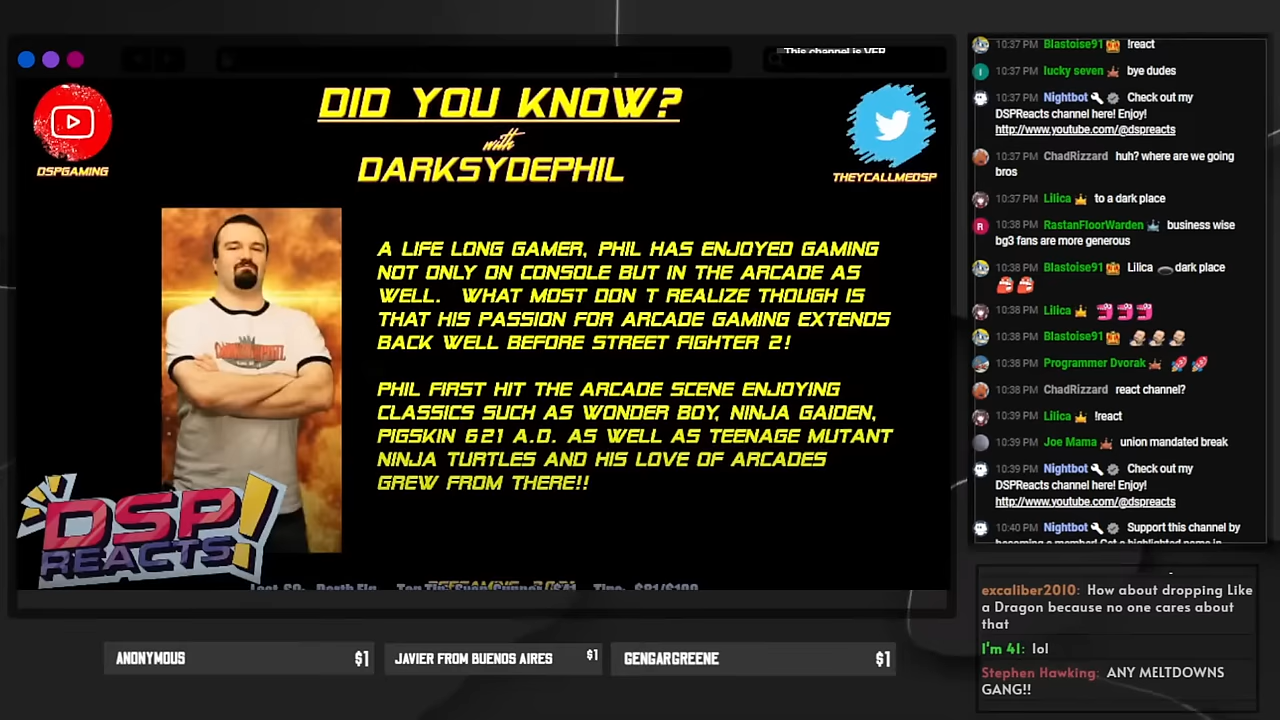 This channel is VER
DID YOU KNOW?
with
DARKSYDEPHIL
DSPGAMING
THEYCALLMEDSP
A LIFE LONG GAMER, PHIL HAS ENJOYED GAMING
NOT ONLY ON CONSOLE BUT IN THE ARCADE AS
WELL. WHAT MOST DON T REALIZE THOUGH IS
THAT HIS PASSION FOR ARCADE GAMING EXTENDS
BACK WELL BEFORE STREET FIGHTER 2!
PHIL FIRST HIT THE ARCADE SCENE ENJOYING
CLASSICS SUCH AS WONDER BOY, NINJA GAIDEN,
PIGSKIN 621 A.D. AS WELL AS TEENAGE MUTANT
NINJA TURTLES AND HIS LOVE OF ARCADES
GREW FROM THERE!!
DSP!
REACTS
ANONYMOUS $1
JAVIER FROM BUENOS AIRES $1
GENGARGREENE $1
10:37 PM Blastoise91 !react
10:37 PM lucky seven bye dudes
10:37 PM Nightbot Check out my
DSPReacts channel here! Enjoy!
http://www.youtube.com/@dspreacts
10:37 PM ChadRizzard huh? where are we going
bros
10:37 PM Lilica to a dark place
10:38 PM RastanFloorWarden business wise
bg3 fans are more generous
10:38 PM Blastoise91 Lilica dark place
10:38 PM Lilica
10:38 PM Blastoise91
10:38 PM Programmer Dvorak
10:38 PM ChadRizzard react channel?
10:39 PM Lilica !react
10:39 PM Joe Mama union mandated break
10:39 PM Nightbot Check out my
DSPReacts channel here! Enjoy!
http://www.youtube.com/@dspreacts
10:40 PM Nightbot Support this channel by
becoming a member! Get a highlighted name in
excaliber2010: How about dropping Like
a Dragon because no one cares about
that
I'm 41: lol
Stephen Hawking: ANY MELTDOWNS
GANG!!